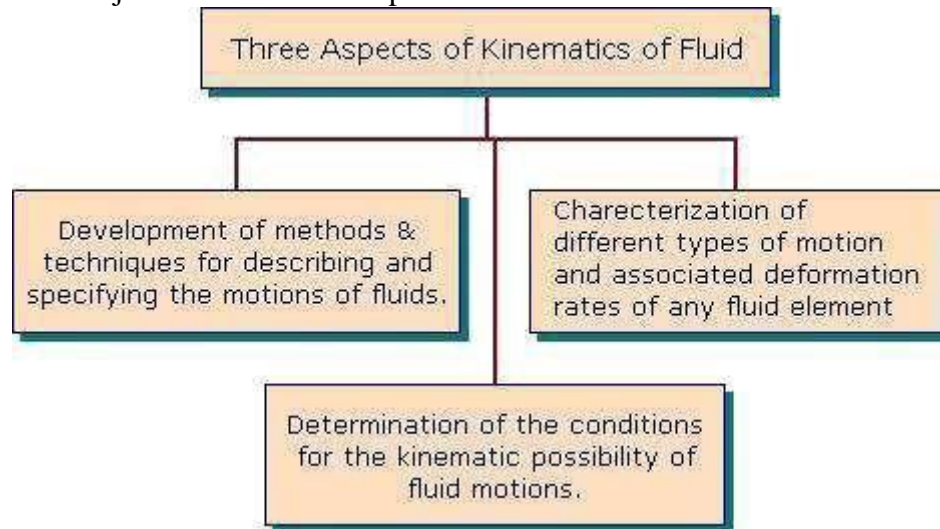 Three Aspects of Kinematics of Fluid
Development of methods &
techniques for describing and
specifying the motions of fluids.
Charecterization of
different types of motion
and associated deformation
rates of any fluid element
Determination of the conditions
for the kinematic possibility of
fluid motions.